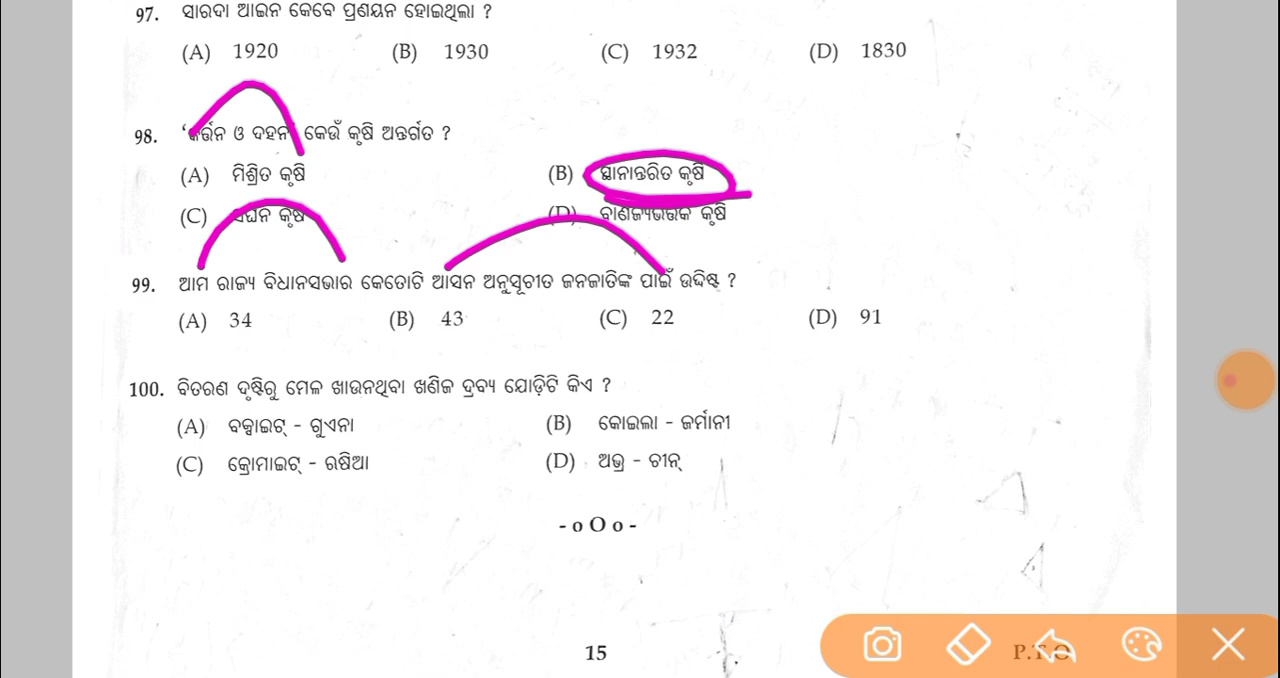 97. ସାରଦା ଆଇନ କେବେ ପ୍ରଣୟନ ହୋଇଥିଲା ?
(A) 1920 (B) 1930 (C) 1932 (D) 1830
98. ‘କର୍ତ୍ତନ ଓ ଦହନ’ କେଉଁ କୃଷି ଅନ୍ତର୍ଗତ ?
(A) ମିଶ୍ରିତ କୃଷି (B) ସ୍ଥାନାନ୍ତରିତ କୃଷି
(C) ସଘନ କୃଷି (D) ବାଣିଜ୍ୟଭିତ୍ତିକ କୃଷି
99. ଆମ ରାଜ୍ୟ ବିଧାନସଭାର କେତୋଟି ଆସନ ଅନୁସୂଚୀତ ଜନଜାତିଙ୍କ ପାଇଁ ଉଦ୍ଦିଷ୍ଟ ?
(A) 34 (B) 43 (C) 22 (D) 91
100. ବିତରଣ ଦୃଷ୍ଟିରୁ ମେଳ ଖାଉନଥିବା ଖଣିଜ ଦ୍ରବ୍ୟ ଯୋଡ଼ିଟି କିଏ ?
(A) ବକ୍ସାଇଟ୍ - ଗୁଏନା (B) କୋଇଲା - ଜର୍ମାନୀ
(C) କ୍ରୋମାଇଟ୍ - ଋଷିଆ (D) ଅଭ୍ର - ଚୀନ୍
- o O o -
15 P.T.O